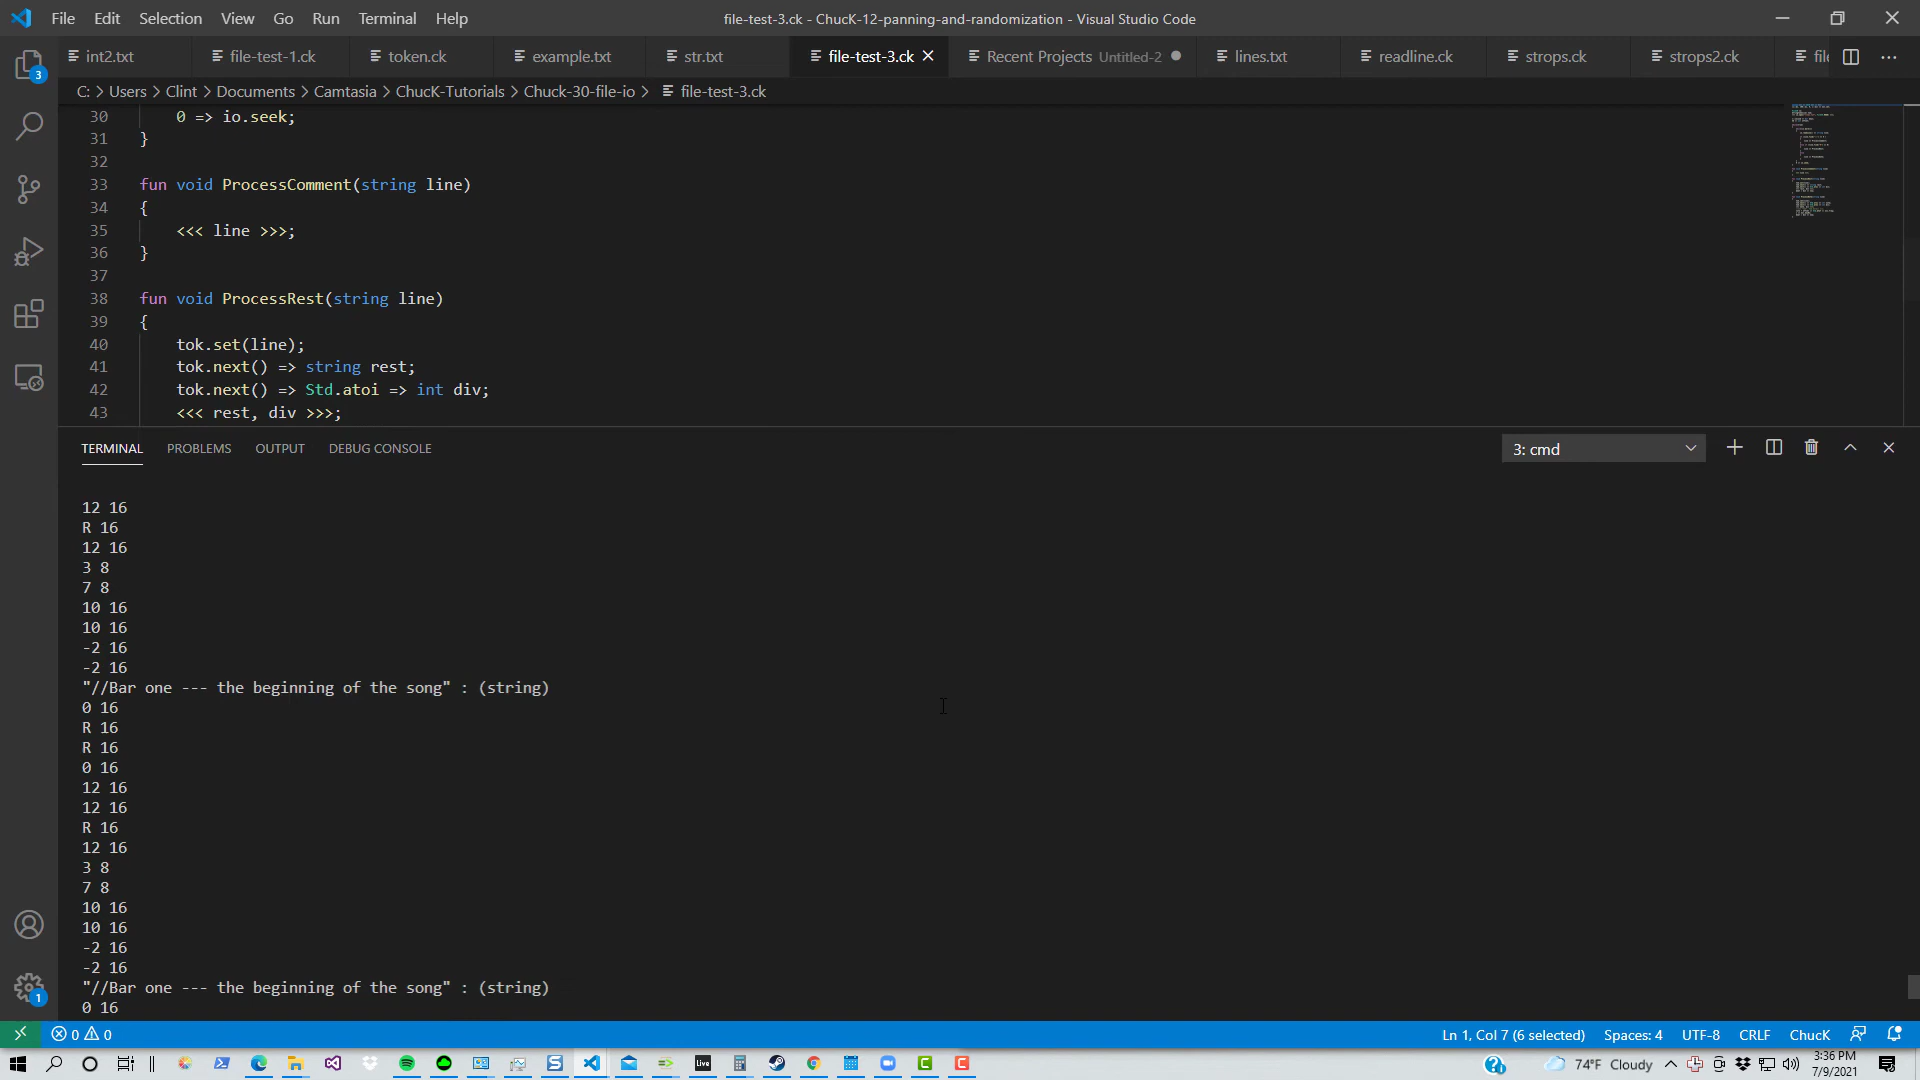 File Edit Selection View Go Run Terminal Help
file-test-3.ck - ChucK-12-panning-and-randomization - Visual Studio Code
int2.txt file-test-1.ck token.ck example.txt str.txt file-test-3.ck Recent Projects Untitled-2 lines.txt readline.ck strops.ck strops2.ck
C: > Users > Clint > Documents > Camtasia > ChucK-Tutorials > Chuck-30-file-io > file-test-3.ck
30 0 => io.seek;
31 }
32
33 fun void ProcessComment(string line)
34 {
35 <<< line >>>;
36 }
37
38 fun void ProcessRest(string line)
39 {
40 tok.set(line);
41 tok.next() => string rest;
42 tok.next() => Std.atoi => int div;
43 <<< rest, div >>>;
TERMINAL PROBLEMS OUTPUT DEBUG CONSOLE 3: cmd
12 16
R 16
12 16
3 8
7 8
10 16
10 16
-2 16
-2 16
"//Bar one --- the beginning of the song" : (string)
0 16
R 16
R 16
0 16
12 16
12 16
R 16
12 16
3 8
7 8
10 16
10 16
-2 16
-2 16
"//Bar one --- the beginning of the song" : (string)
0 16
3
1
0 0 Ln 1, Col 7 (6 selected) Spaces: 4 UTF-8 CRLF ChucK
74°F Cloudy 3:36 PM
7/9/2021